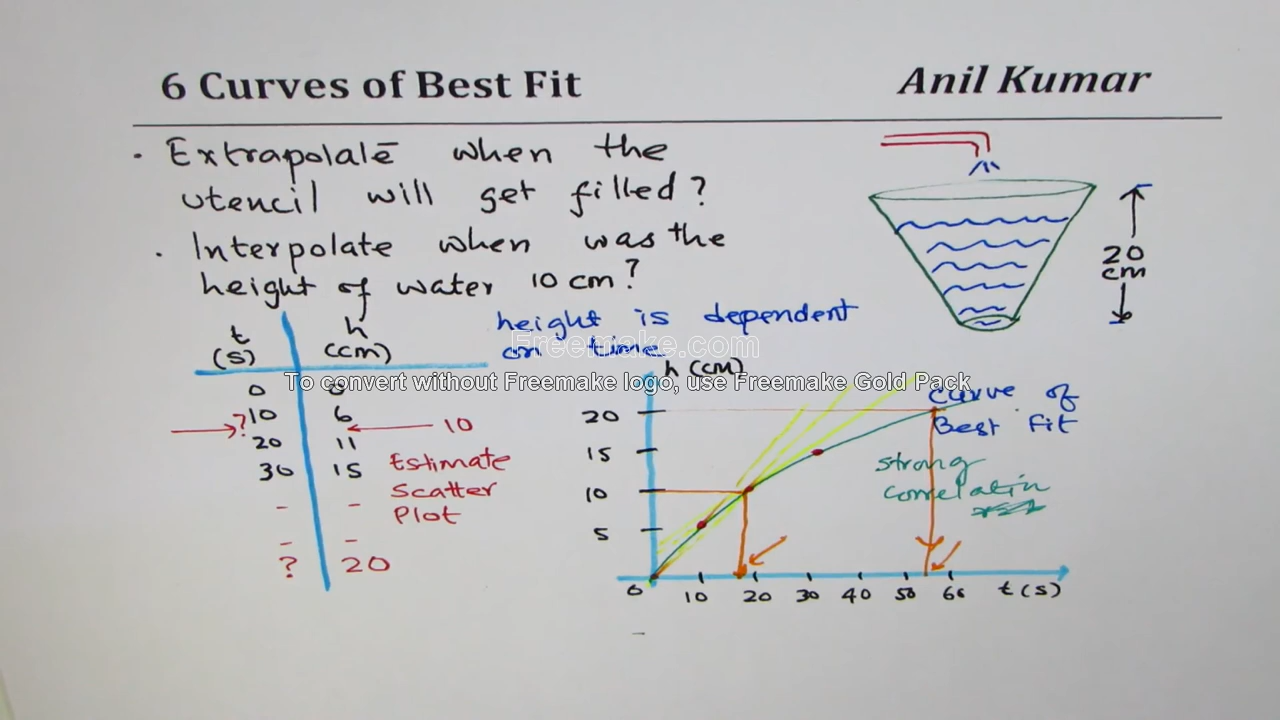 6 Curves of Best Fit
Anil Kumar
· Extrapolate when the
utencil will get filled?
· Interpolate when was the
height of water 10 cm?
20
cm
height is dependent
on time
Freemake.com
To convert without Freemake logo, use Freemake Gold Pack
t h
(s) (cm)
0 0
? 10 6
10
20 11
30 15
- -
- -
? 20
Estimate
Scatter
Plot
h (cm)
20
15
10
5
0 10 20 30 40 50 60 t(s)
curve of
Best Fit
strong
correlation